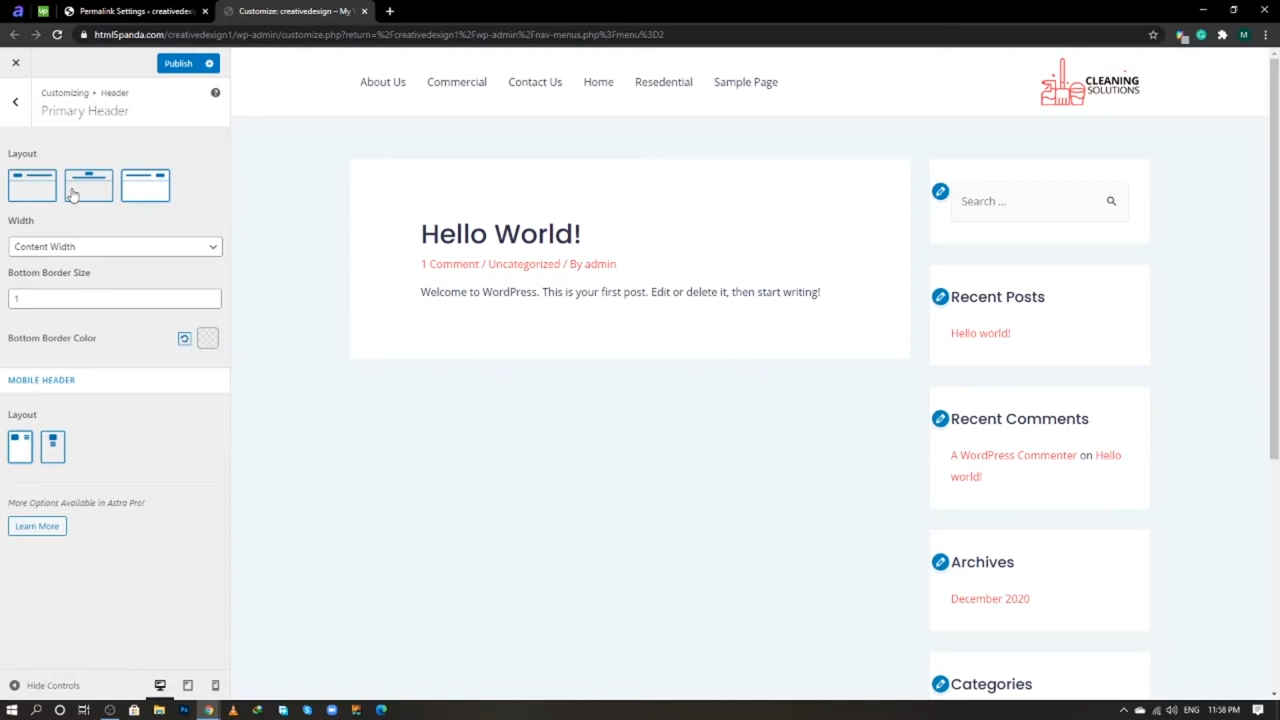 Permalink Settings ‹ creativedex
Customize: creativedexign – My
html5panda.com/creativedexign1/wp-admin/customize.php?return=%2Fcreativedexign1%2Fwp-admin%2Fnav-menus.php%3Fmenu%3D2
M
Publish
Customizing ▸ Header
Primary Header
Layout
Width
Content Width
Bottom Border Size
1
Bottom Border Color
MOBILE HEADER
Layout
More Options Available in Astra Pro!
Learn More
Hide Controls
About Us
Commercial
Contact Us
Home
Resedential
Sample Page
CLEANING
SOLUTIONS
Hello World!
1 Comment / Uncategorized / By admin
Welcome to WordPress. This is your first post. Edit or delete it, then start writing!
Search ...
Recent Posts
Hello world!
Recent Comments
A WordPress Commenter on Hello
world!
Archives
December 2020
Categories
ENG
11:58 PM